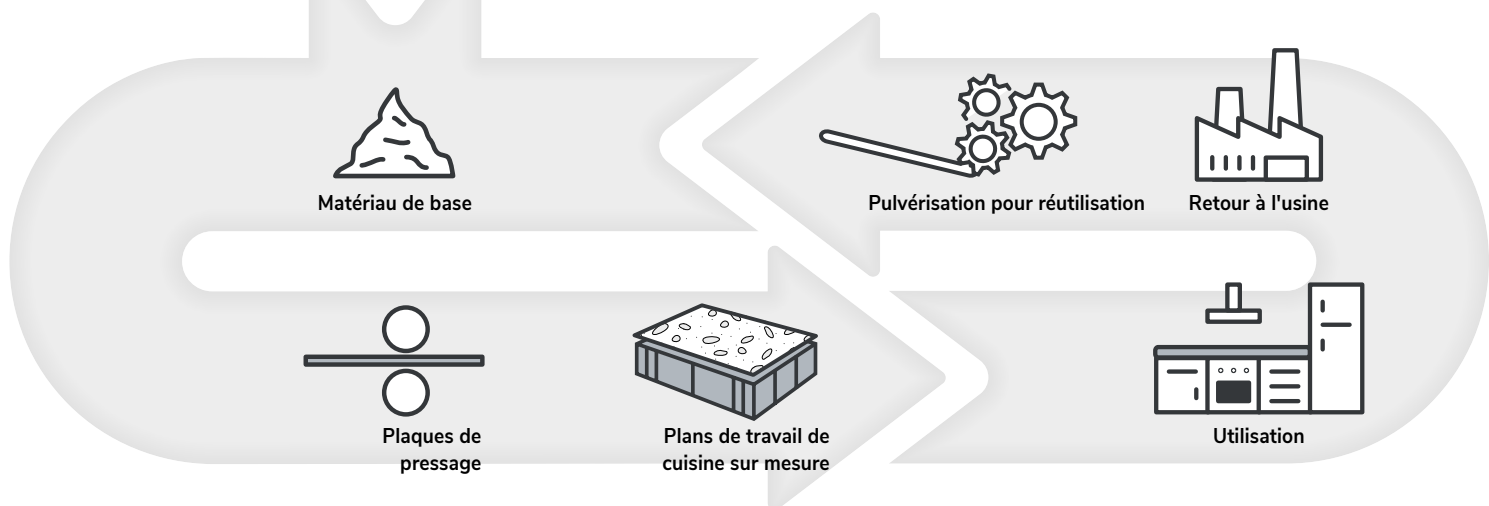 Matériau de base
Pulvérisation pour réutilisation
Retour à l'usine
Plaques de
pressage
Plans de travail de
cuisine sur mesure
Utilisation